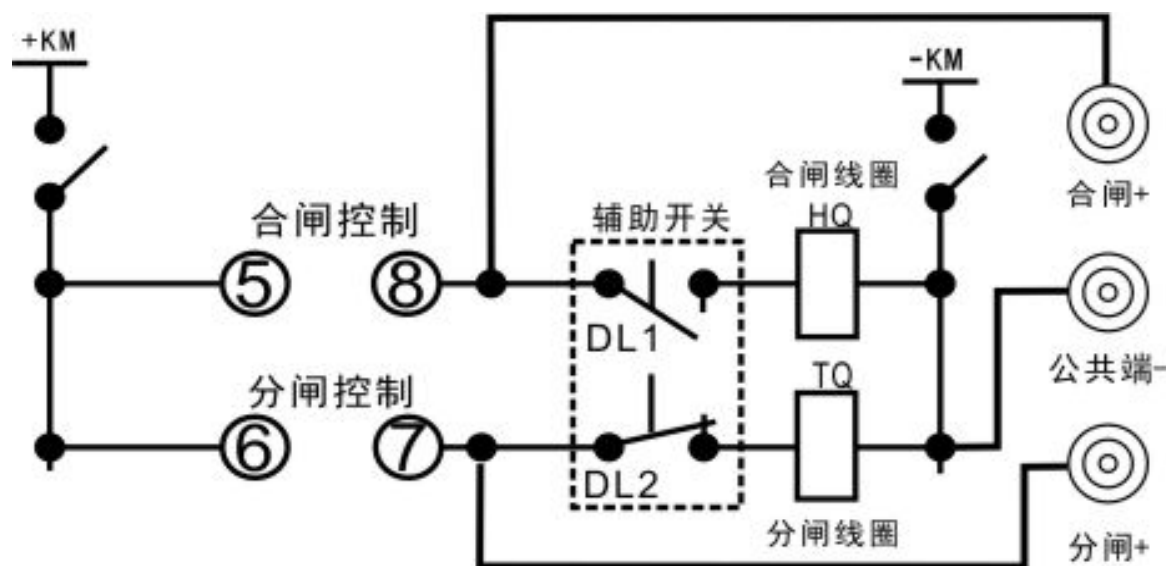 +KM
-KM
合闸线圈
合闸+
合闸控制
辅助开关
HQ
⑤
⑧
DL1
公共端-
分闸控制
TQ
⑥
⑦
DL2
分闸线圈
分闸+